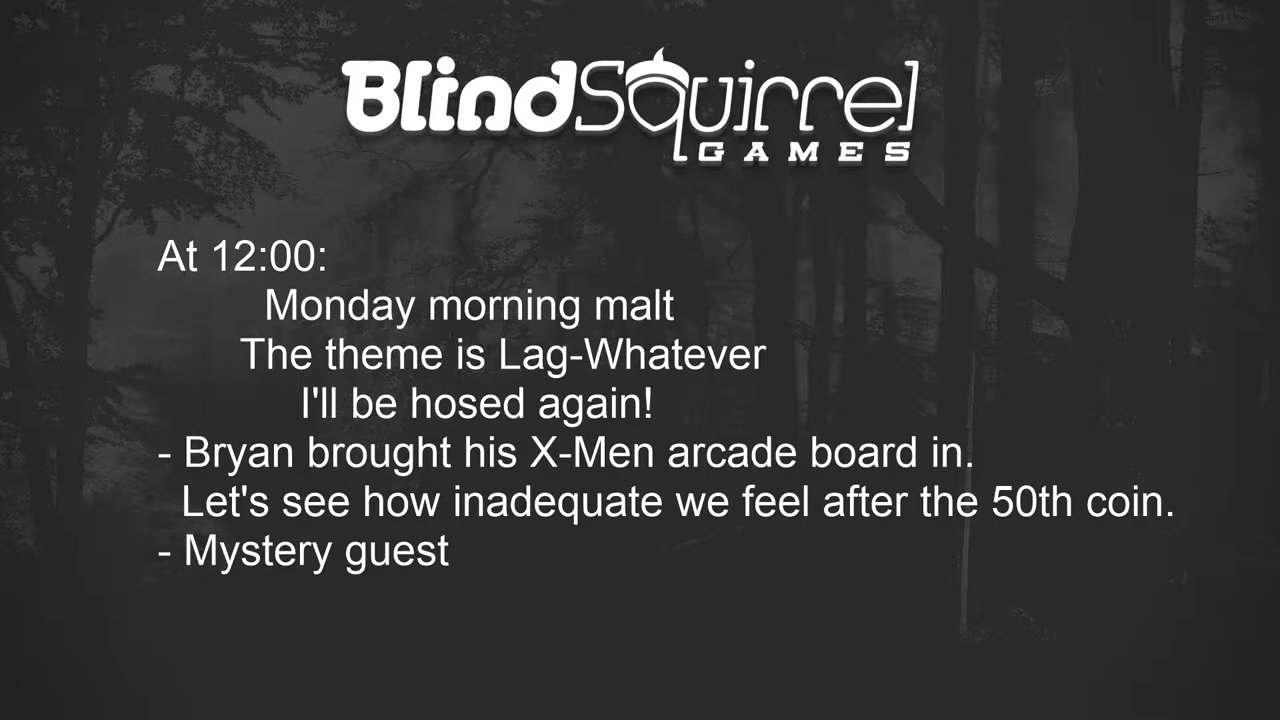 BlindSquirrel
GAMES
At 12:00:
Monday morning malt
The theme is Lag-Whatever
I'll be hosed again!
- Bryan brought his X-Men arcade board in.
Let's see how inadequate we feel after the 50th coin.
- Mystery guest